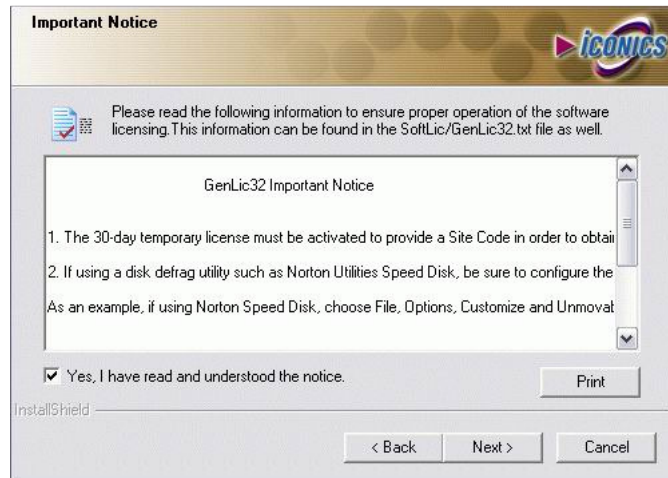 Important Notice
ICONICS
Please read the following information to ensure proper operation of the software
licensing.This information can be found in the SoftLic/GenLic32.txt file as well.
GenLic32 Important Notice
1. The 30-day temporary license must be activated to provide a Site Code in order to obtai
2. If using a disk defrag utility such as Norton Utilities Speed Disk, be sure to configure the
As an example, if using Norton Speed Disk, choose File, Options, Customize and Unmovab
Yes, I have read and understood the notice.
Print
InstallShield
< Back
Next >
Cancel